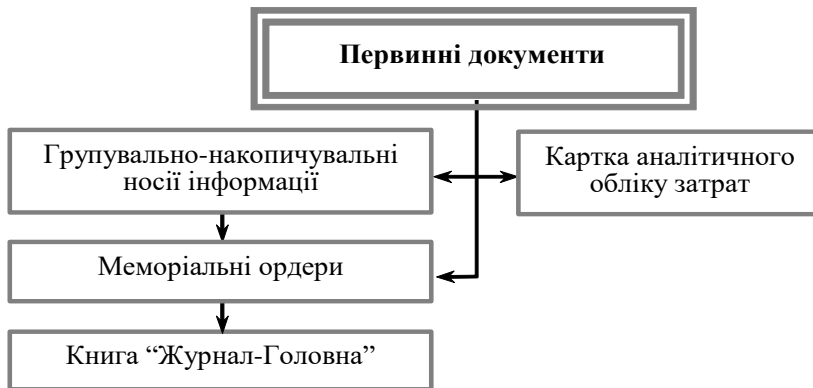 Первинні документи
Групувально-накопичувальні
носії інформації
Картка аналітичного
обліку затрат
Меморіальні ордери
Книга “Журнал-Головна”